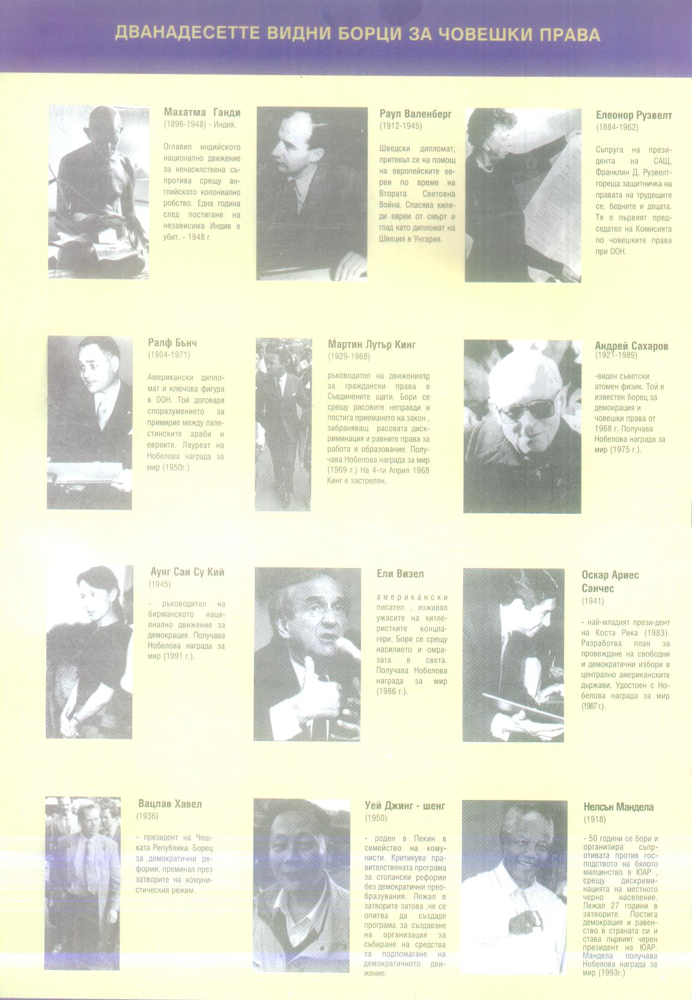 ДВАНАДЕСЕТТЕ ВИДНИ БОРЦИ ЗА ЧОВЕШКИ ПРАВА
Махатма Ганди
(1896-1948) - Индия.
Оглавил индийското
национално движение
за ненасилствена съ-
протива срещу ан-
глийското колониално
робство. Една година
след постигане на
независима Индия е
убит. - 1948 г.
Раул Валенберг
(1912-1945)
Шведски дипломат,
притекъл се на помощ
на европейските ев-
реи по време на
Втората Световна
Война. Спасява хиля-
ди евреи от смърт и
глад като дипломат на
Швеция в Унгария.
Елеонор Рузвелт
(1884-1962)
Съпруга на прези-
дента на САЩ,
Франклин Д. Рузвелт-
гореща защитничка на
правата на трудещите
се, бедните и децата.
Тя е първият пред-
седател на Комисията
по човешките права
при ООН.
Ралф Бънч
(1904-1971)
Американски дипло-
мат и ключова фигура
в ООН. Той договаря
споразумението за
примирие между пале-
стинските араби и
евреите. Лауреат на
Нобелова награда за
мир (1950г.)
Мартин Лутър Кинг
(1929-1968)
ръководител на движението
за граждански права в
Съединените щати. Бори се
срещу расовите неправди и
постига приемането на закон ,
забраняващ расовата диск-
риминация и равните права за
работа и образование. Полу-
чава Нобелова награда за мир
(1969 г.) На 4-ти Април 1968
Кинг е застрелян.
Андрей Сахаров
(1921-1989)
-виден съветски
атомен физик. Той е
известен борец за
демокрация и
човешки права от
1968 г. Получава
Нобелова награда за
мир (1975 г.).
Аунг Саи Су Кий
(1945)
- ръководител на
бирманското наци-
онално движение за
демокрация. Получава
Нобелова награда за
мир (1991 г.).
Ели Визел
американски
писател , изживял
ужасите на хитле-
ристките концла-
гери. Бори се срещу
насилието и омра-
зата в света.
Получава Нобелова
награда за мир
(1986 г.).
Оскар Ариес
Санчес
(1941)
- най-младият прези-дент
на Коста Рика (1983).
Разработва план за
провеждане на свободни
и демократични избори в
централно американските
държави. Удостоен с Но-
белова награда за мир
(1987 г.) .
Вацлав Хавел
(1936)
- президент на Чеш-
ката Република. Борец
за демократични ре-
форми, преминал през
затворите на комуни-
стическия режим.
Уей Джинг - шенг
(1950)
- роден в Пекин в
семейство на кому-
нисти. Критикува пра-
вителствената програма
за стопански реформи
без демократични прео-
бразувания. Лежал в
затворите затова ,че се
опитва да създаде
програма за създаване
на организация за
събиране на средства
за подпомагане на
демократичното дви-
жение.
Нелсън Мандела
(1918)
- 50 години се бори и
организира съпр-
отивата против гос-
подството на бялото
малцинство в ЮАР ,
срещу дискрими-
нацията на местното
черно население.
Лежал 27 години в
затворите. Постига
демокрация и равен-
ство в страната си и
става първият черен
президент на ЮАР.
Мандела получава
Нобелова награда за
мир (1993г.)